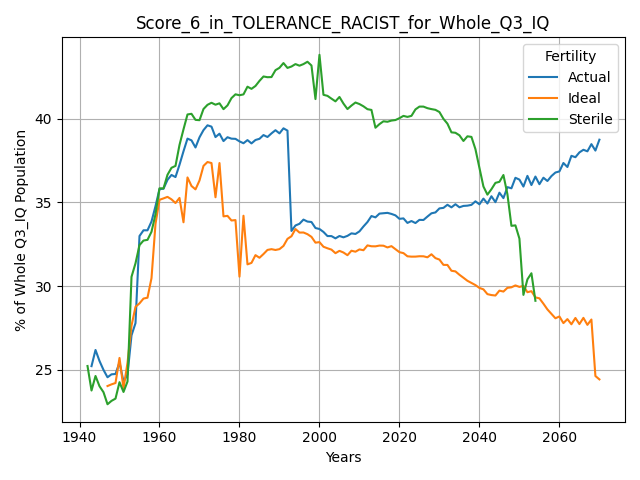 Score_6_in_TOLERANCE_RACIST_for_Whole_Q3_IQ
Fertility
Actual
Ideal
Sterile
% of Whole Q3_IQ Population
40
35
30
25
1940
1960
1980
2000
2020
2040
2060
Years